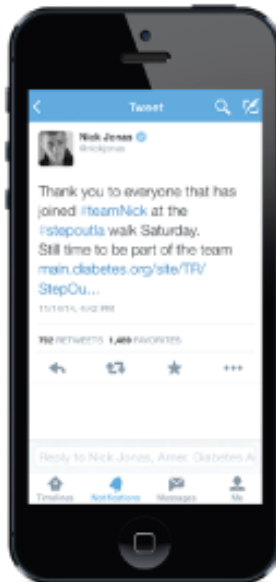 Tweet
Nick Jonas
@nickjonas
Thank you to everyone that has
joined #teamNick at the
#stepoutla walk Saturday.
Still time to be part of the team
main.diabetes.org/site/TR/
StepOu...
RETWEETS FAVORITES
Reply to Nick Jonas, Amer. Diabetes A
Timelines Notifications Messages Me